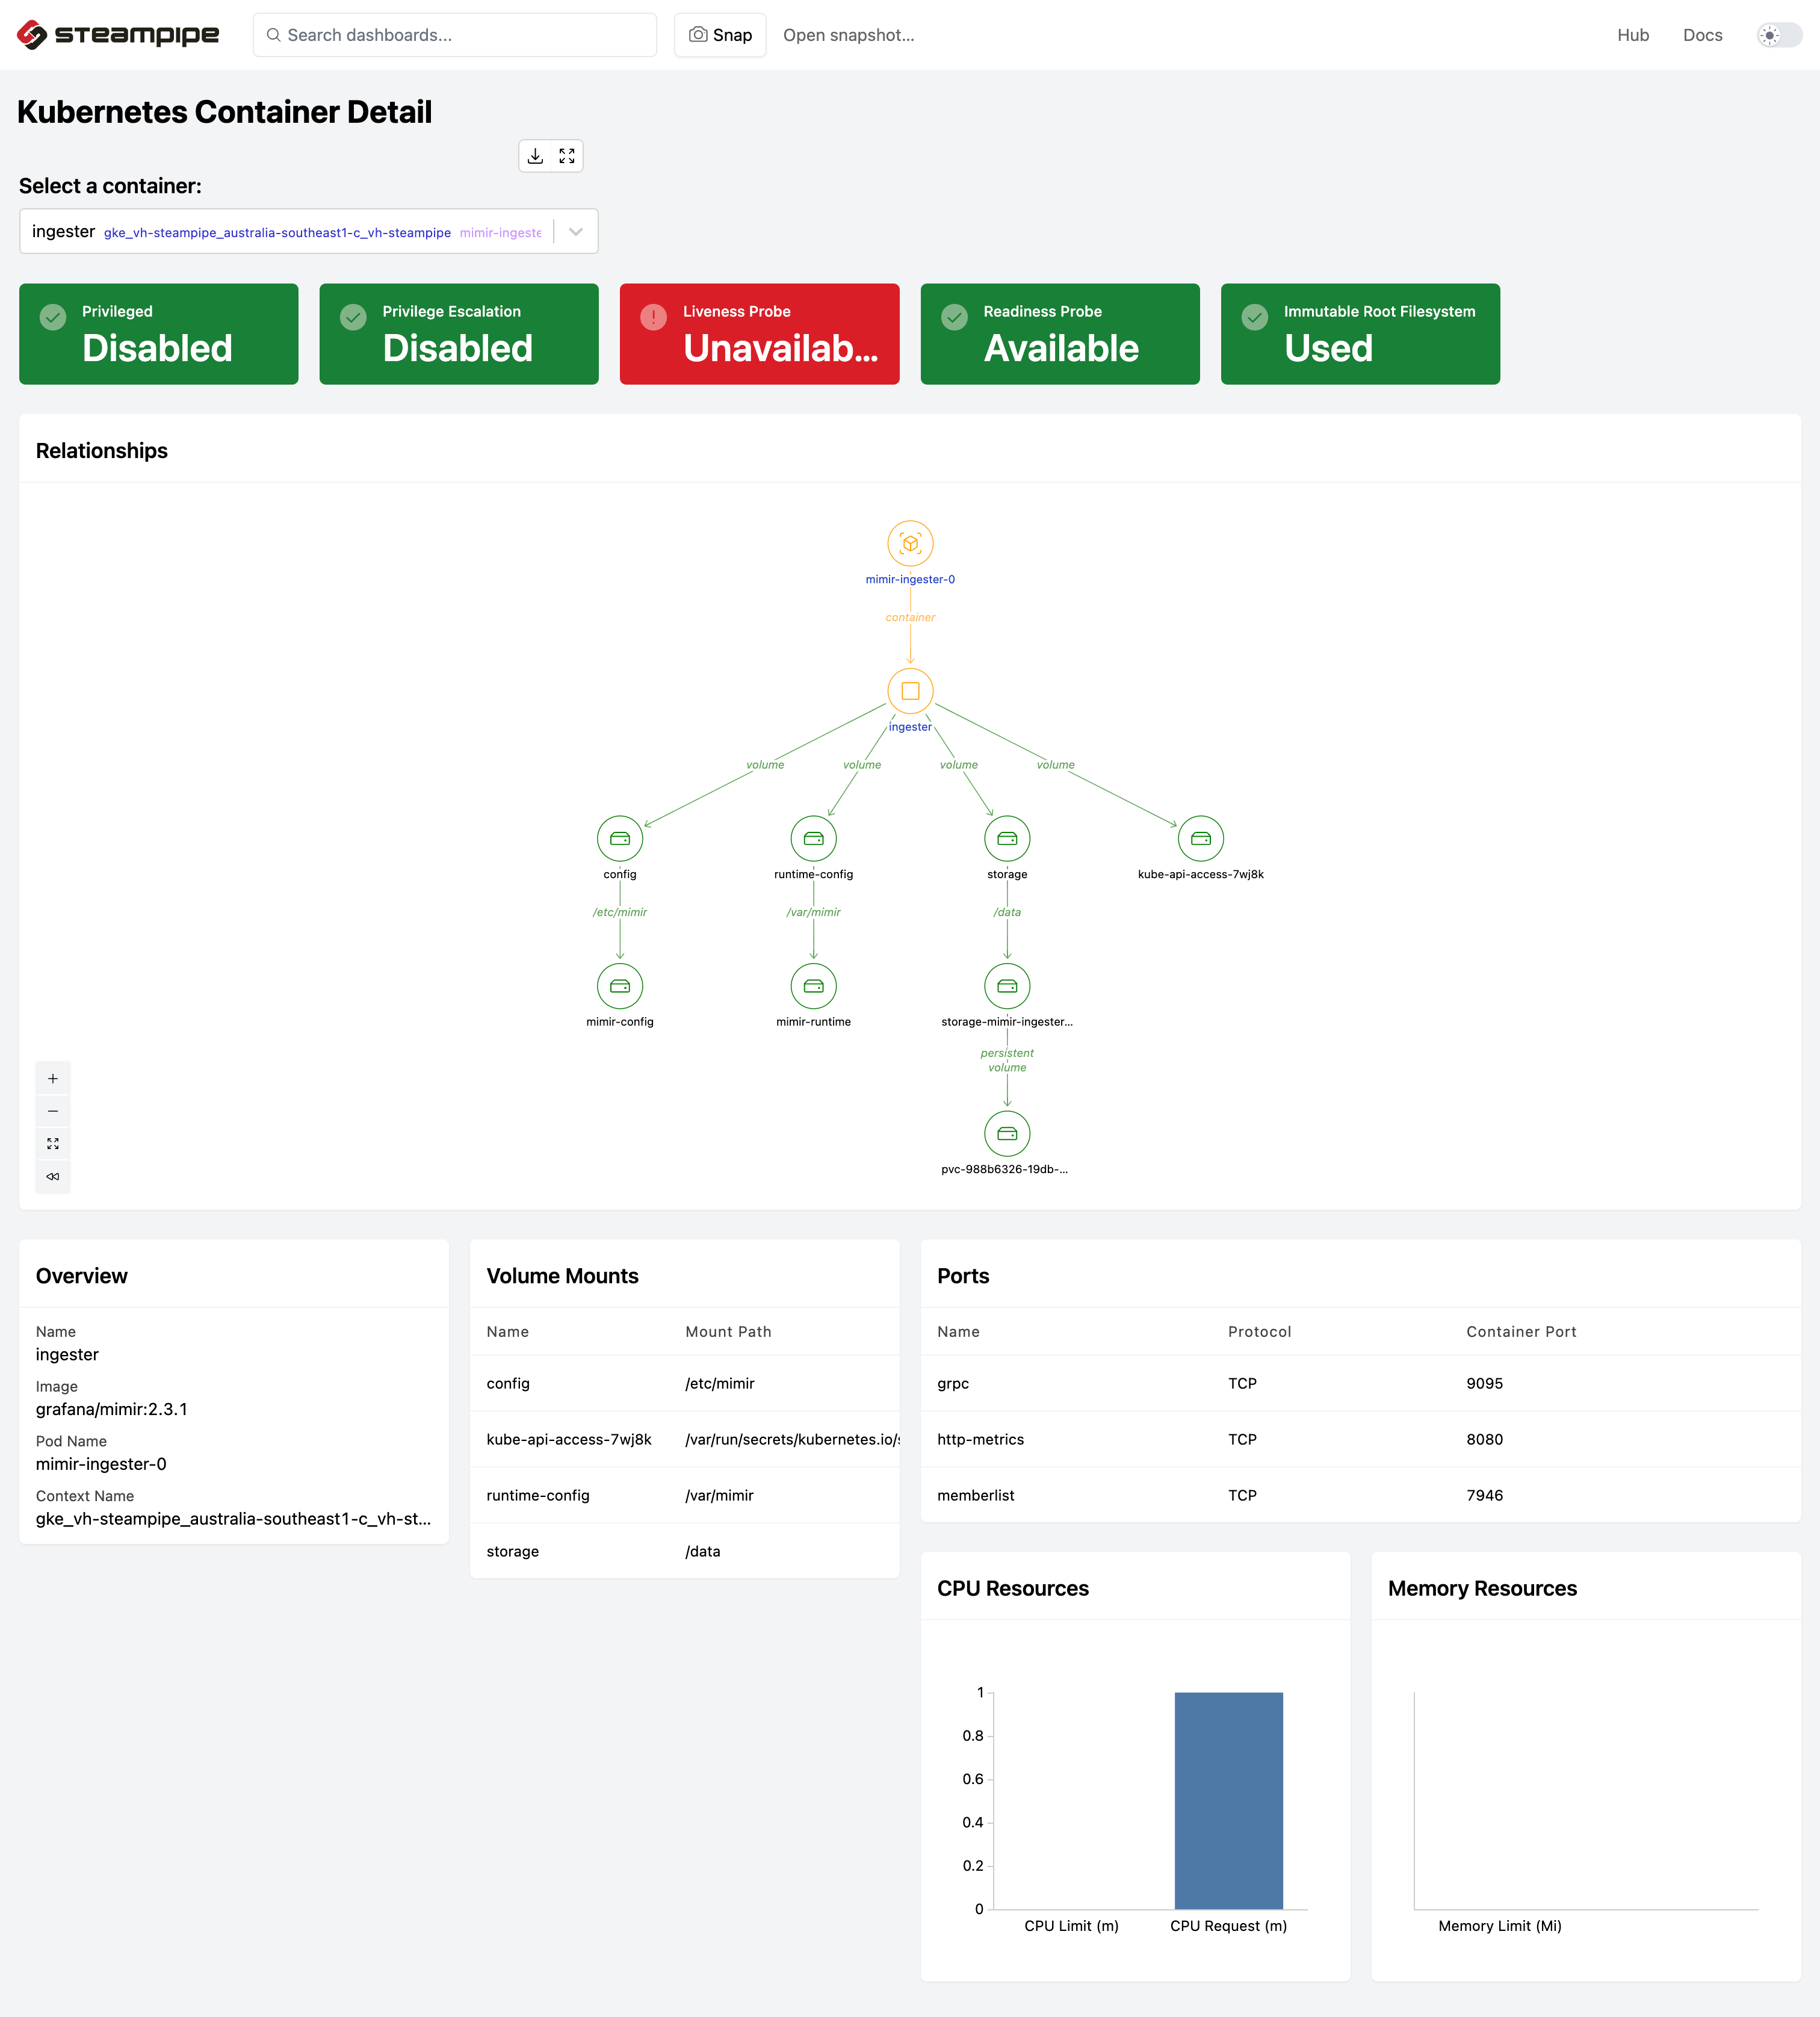 steampipe
Search dashboards...
Snap
Open snapshot...
Hub
Docs
Kubernetes Container Detail
Select a container:
ingester gke_vh-steampipe_australia-southeast1-c_vh-steampipe mimir-ingeste
Privileged
Disabled
Privilege Escalation
Disabled
Liveness Probe
Unavailab...
Readiness Probe
Available
Immutable Root Filesystem
Used
Relationships
mimir-ingester-0
container
ingester
volume
volume
volume
volume
config
runtime-config
storage
kube-api-access-7wj8k
/etc/mimir
/var/mimir
/data
mimir-config
mimir-runtime
storage-mimir-ingester...
persistent
volume
pvc-988b6326-19db-...
Overview
Name
ingester
Image
grafana/mimir:2.3.1
Pod Name
mimir-ingester-0
Context Name
gke_vh-steampipe_australia-southeast1-c_vh-st...
Volume Mounts
Name Mount Path
config /etc/mimir
kube-api-access-7wj8k /var/run/secrets/kubernetes.io/s
runtime-config /var/mimir
storage /data
Ports
Name Protocol Container Port
grpc TCP 9095
http-metrics TCP 8080
memberlist TCP 7946
CPU Resources
1
0.8
0.6
0.4
0.2
0
CPU Limit (m) CPU Request (m)
Memory Resources
Memory Limit (Mi)